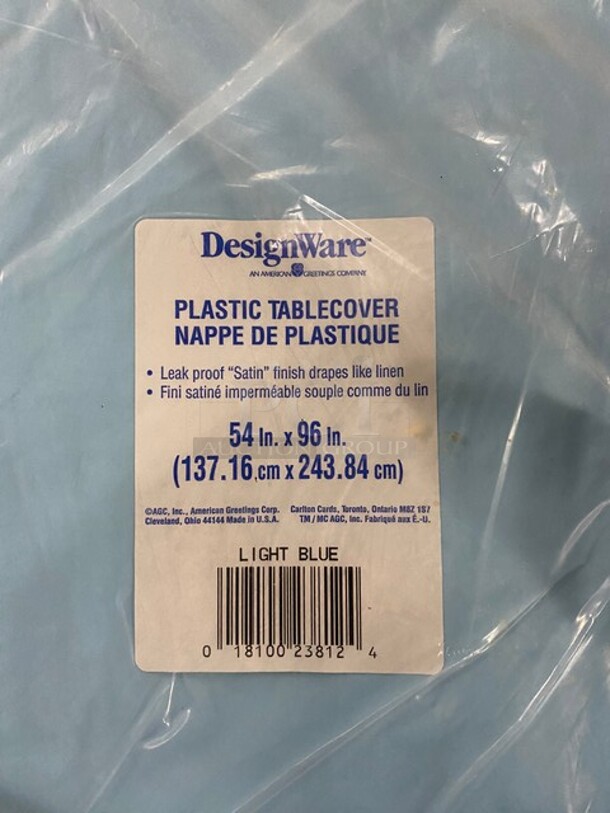 DesignWare™
AN AMERICAN GREETINGS COMPANY
PLASTIC TABLECOVER
NAPPE DE PLASTIQUE
• Leak proof "Satin" finish drapes like linen
• Fini satiné imperméable souple comme du lin
54 In. x 96 In.
AUCTION GROUP
(137.16 cm x 243.84 cm)
©AGC, Inc., American Greetings Corp. Carlton Cards, Toronto, Ontario M8Z 1S7
Cleveland, Ohio 44144 Made in U.S.A. TM/MC AGC, Inc. Fabriqué aux É.-U.
LIGHT BLUE
0 18100 23812 4